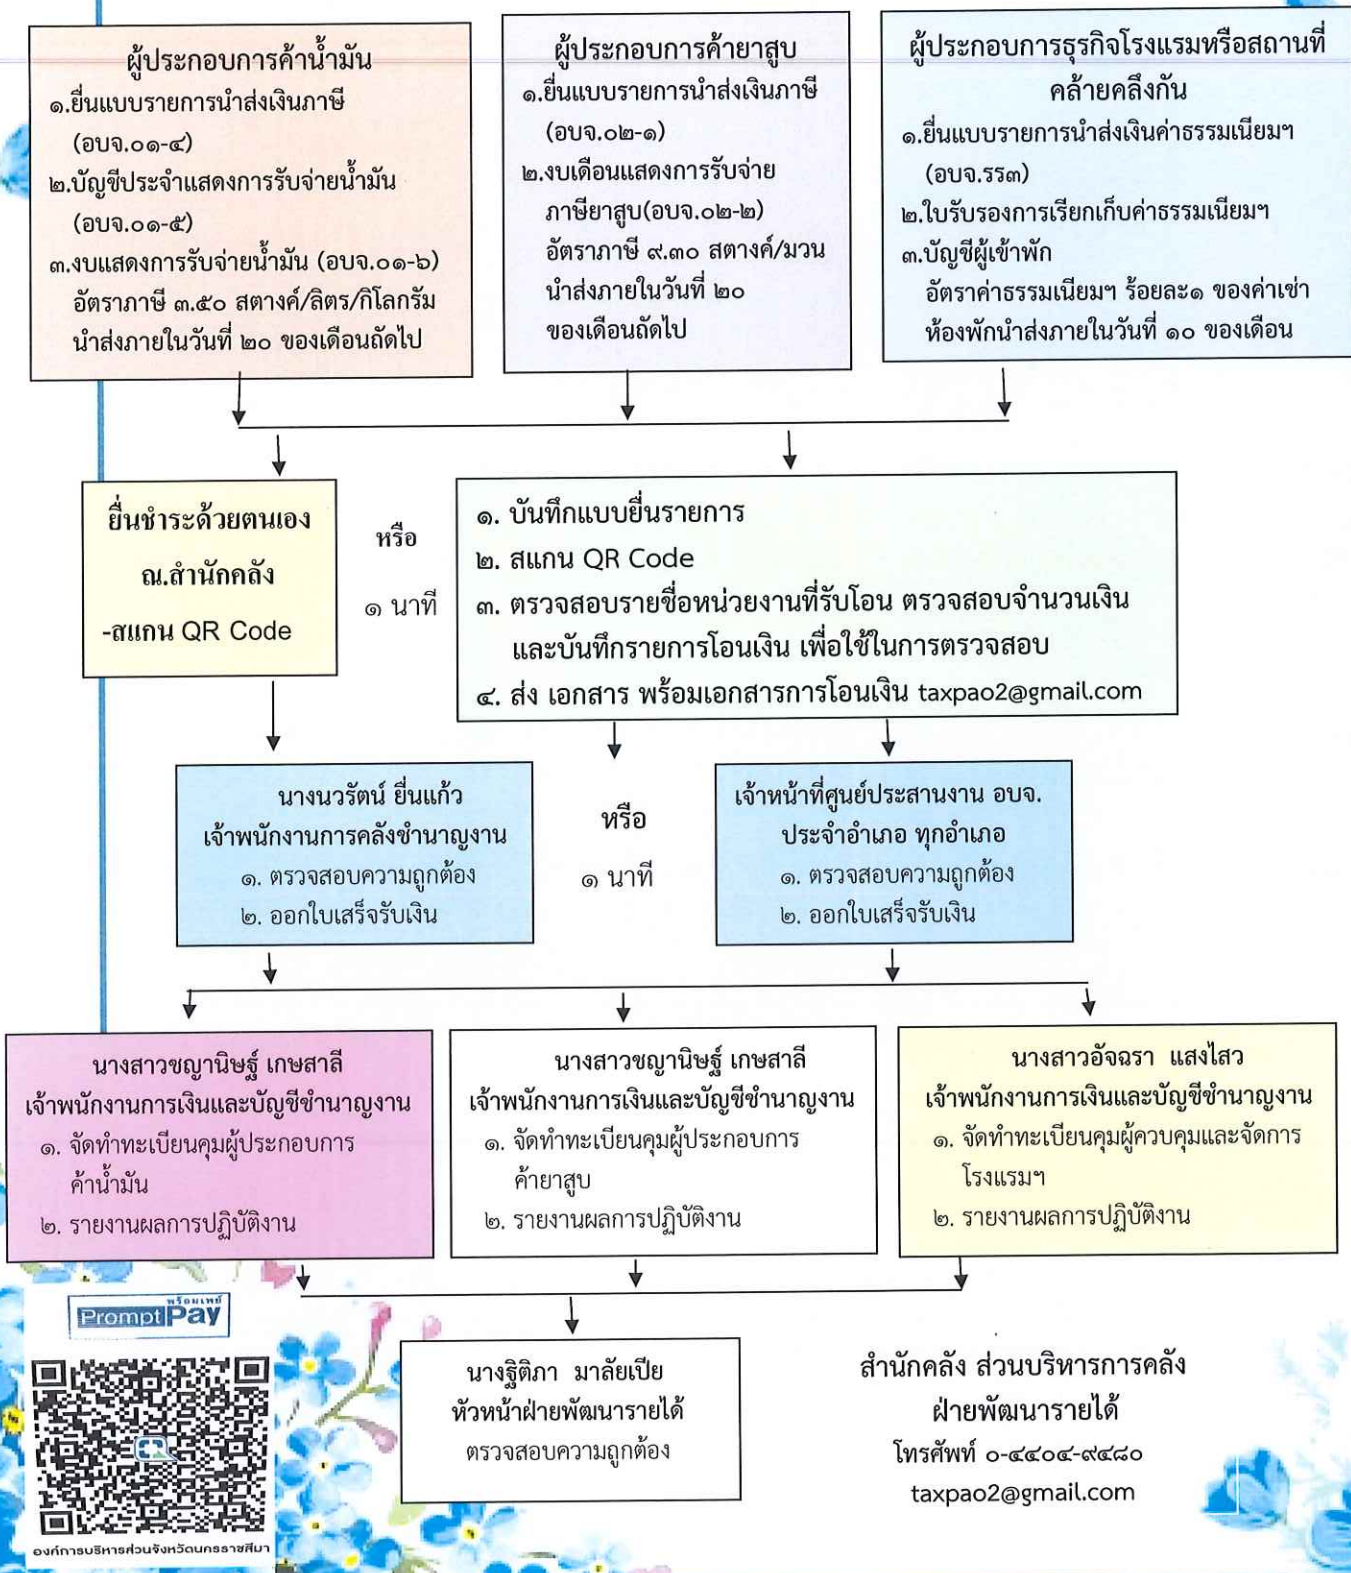 ผู้ประกอบการค้าน้ำมัน
๑.ยื่นแบบรายการนำส่งเงินภาษี
(อบจ.๐๑-๔)
๒.บัญชีประจำแสดงการรับจ่ายน้ำมัน
(อบจ.๐๑-๕)
๓.งบแสดงการรับจ่ายน้ำมัน (อบจ.๐๑-๖)
อัตราภาษี ๓.๕๐ สตางค์/ลิตร/กิโลกรัม
นำส่งภายในวันที่ ๒๐ ของเดือนถัดไป
ผู้ประกอบการค้ายาสูบ
๑.ยื่นแบบรายการนำส่งเงินภาษี
(อบจ.๐๒-๑)
๒.งบเดือนแสดงการรับจ่าย
ภาษียาสูบ(อบจ.๐๒-๒)
อัตราภาษี ๙.๓๐ สตางค์/มวน
นำส่งภายในวันที่ ๒๐
ของเดือนถัดไป
ผู้ประกอบการธุรกิจโรงแรมหรือสถานที่
คล้ายคลึงกัน
๑.ยื่นแบบรายการนำส่งเงินค่าธรรมเนียมฯ
(อบจ.รร๓)
๒.ใบรับรองการเรียกเก็บค่าธรรมเนียมฯ
๓.บัญชีผู้เข้าพัก
อัตราค่าธรรมเนียมฯ ร้อยละ๑ ของค่าเช่า
ห้องพักนำส่งภายในวันที่ ๑๐ ของเดือน
ยื่นชำระด้วยตนเอง
ณ.สำนักคลัง
-สแกน QR Code
หรือ
๑ นาที
๑. บันทึกแบบยื่นรายการ
๒. สแกน QR Code
๓. ตรวจสอบรายชื่อหน่วยงานที่รับโอน ตรวจสอบจำนวนเงิน
และบันทึกรายการโอนเงิน เพื่อใช้ในการตรวจสอบ
๔. ส่ง เอกสาร พร้อมเอกสารการโอนเงิน taxpao2@gmail.com
นางนวรัตน์ ยื่นแก้ว
เจ้าพนักงานการคลังชำนาญงาน
๑. ตรวจสอบความถูกต้อง
๒. ออกใบเสร็จรับเงิน
หรือ
๑ นาที
เจ้าหน้าที่ศูนย์ประสานงาน อบจ.
ประจำอำเภอ ทุกอำเภอ
๑. ตรวจสอบความถูกต้อง
๒. ออกใบเสร็จรับเงิน
นางสาวชญานิษฐ์ เกษสาลี
เจ้าพนักงานการเงินและบัญชีชำนาญงาน
๑. จัดทำทะเบียนคุมผู้ประกอบการ
ค้าน้ำมัน
๒. รายงานผลการปฏิบัติงาน
นางสาวชญานิษฐ์ เกษสาลี
เจ้าพนักงานการเงินและบัญชีชำนาญงาน
๑. จัดทำทะเบียนคุมผู้ประกอบการ
ค้ายาสูบ
๒. รายงานผลการปฏิบัติงาน
นางสาวอัจฉรา แสงไสว
เจ้าพนักงานการเงินและบัญชีชำนาญงาน
๑. จัดทำทะเบียนคุมผู้ควบคุมและจัดการ
โรงแรมฯ
๒. รายงานผลการปฏิบัติงาน
พร้อมเพย์
PromptPay
องค์การบริหารส่วนจังหวัดนครราชสีมา
นางฐิติภา มาลัยเปีย
หัวหน้าฝ่ายพัฒนารายได้
ตรวจสอบความถูกต้อง
สำนักคลัง ส่วนบริหารการคลัง
ฝ่ายพัฒนารายได้
โทรศัพท์ ๐-๔๔๐๔-๙๔๘๐
taxpao2@gmail.com